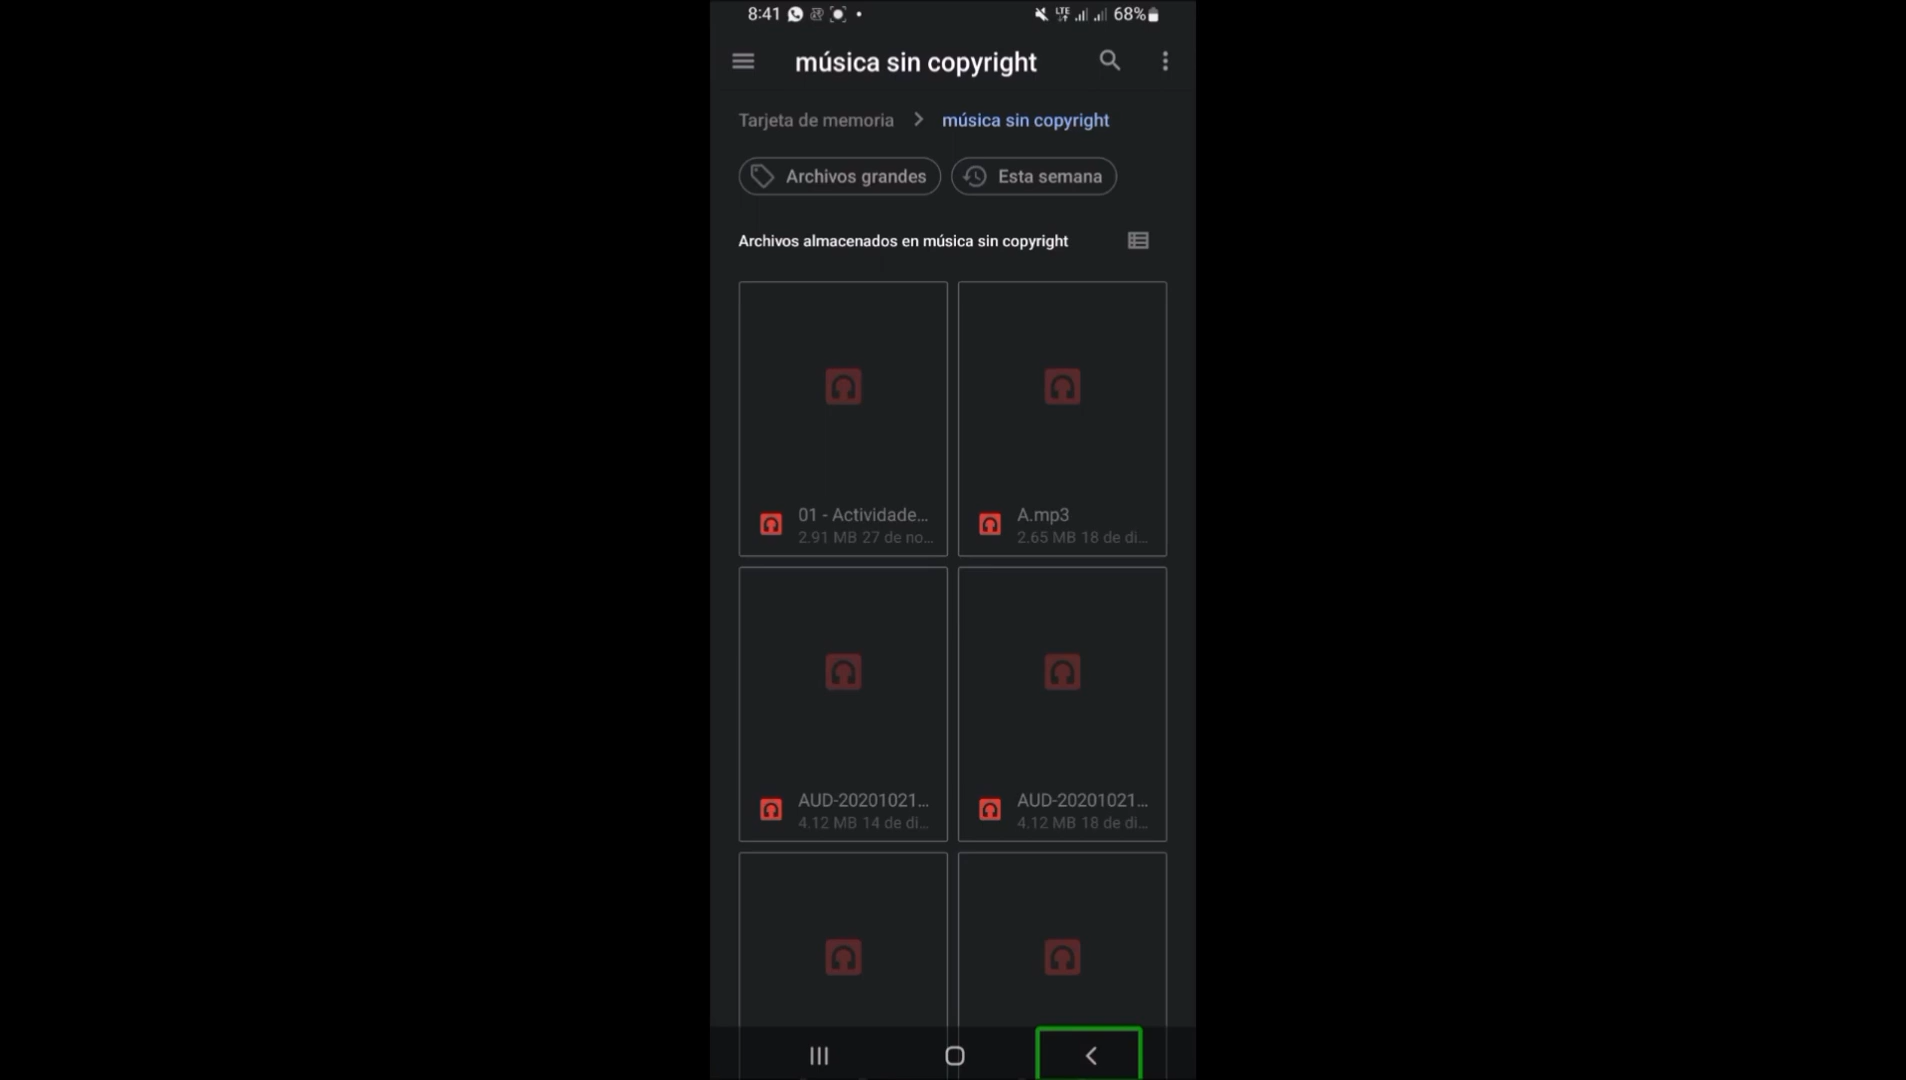 8:41 LTE 68%
música sin copyright
Tarjeta de memoria > música sin copyright
Archivos grandes Esta semana
Archivos almacenados en música sin copyright
01 - Actividade... A.mp3
2.91 MB 27 de no... 2.65 MB 18 de di...
AUD-20201021... AUD-20201021...
4.12 MB 14 de di... 4.12 MB 18 de di...